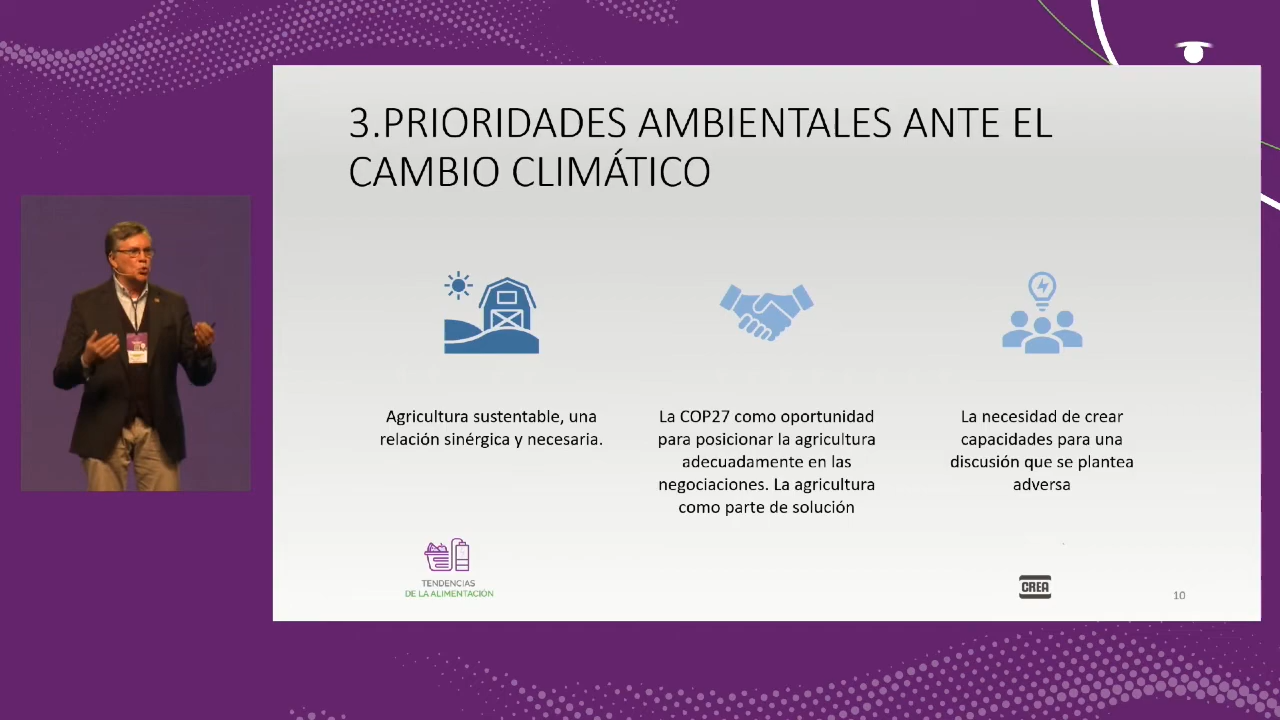 3.PRIORIDADES AMBIENTALES ANTE EL
CAMBIO CLIMÁTICO
Agricultura sustentable, una
relación sinérgica y necesaria.
La COP27 como oportunidad
para posicionar la agricultura
adecuadamente en las
negociaciones. La agricultura
como parte de solución
La necesidad de crear
capacidades para una
discusión que se plantea
adversa
TENDENCIAS
DE LA ALIMENTACIÓN
CREA
10